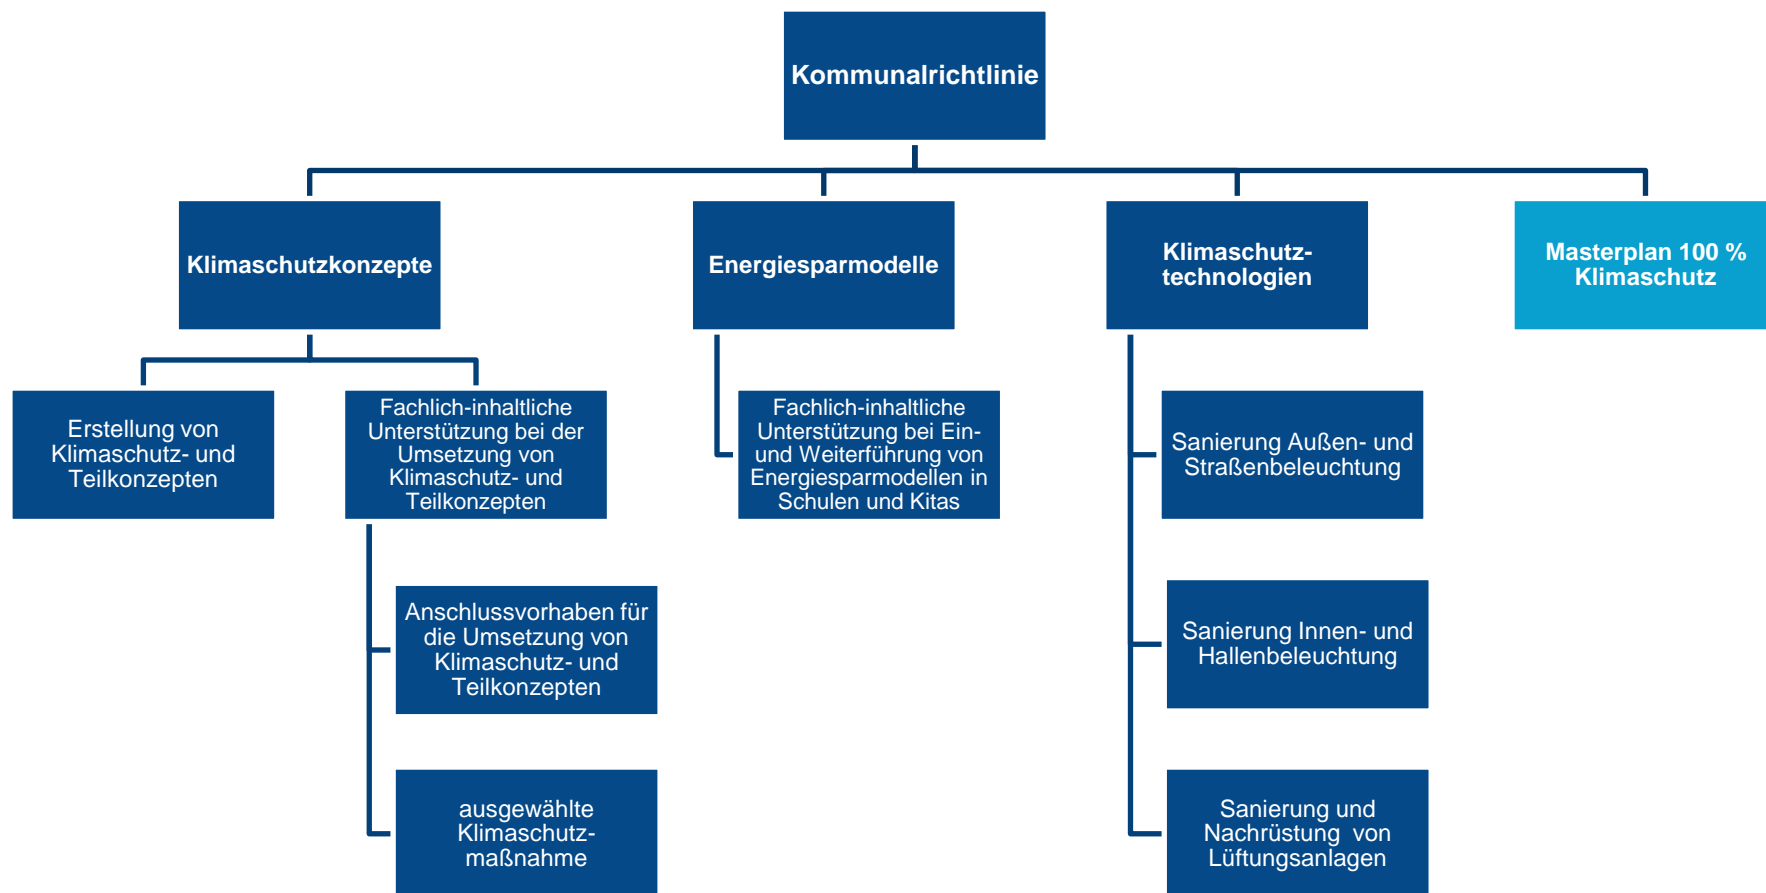 Kommunalrichtlinie
Klimaschutzkonzepte
Energiesparmodelle
Klimaschutz-
technologien
Masterplan 100 %
Klimaschutz
Erstellung von
Klimaschutz- und
Teilkonzepten
Fachlich-inhaltliche
Unterstützung bei der
Umsetzung von
Klimaschutz- und
Teilkonzepten
Fachlich-inhaltliche
Unterstützung bei Ein-
und Weiterführung von
Energiesparmodellen in
Schulen und Kitas
Sanierung Außen- und
Straßenbeleuchtung
Anschlussvorhaben für
die Umsetzung von
Klimaschutz- und
Teilkonzepten
Sanierung Innen- und
Hallenbeleuchtung
ausgewählte
Klimaschutz-
maßnahme
Sanierung und
Nachrüstung von
Lüftungsanlagen